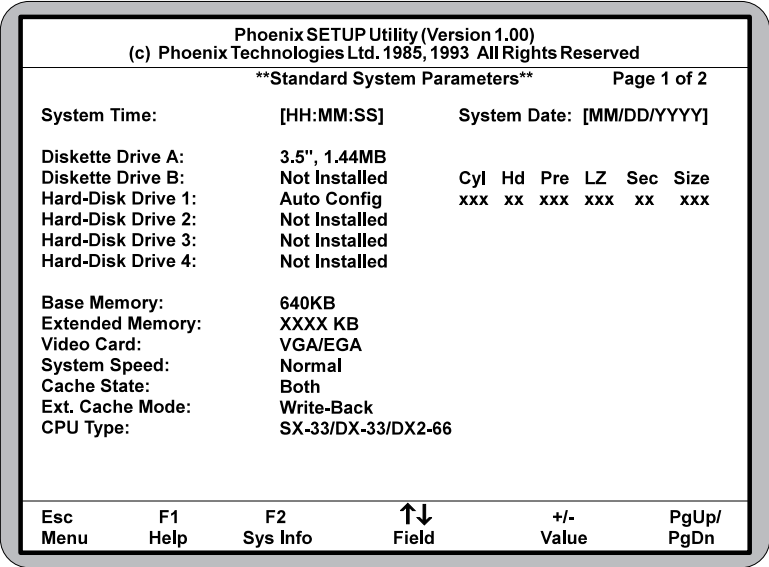 Phoenix SETUP Utility (Version 1.00)
(c) Phoenix Technologies Ltd. 1985, 1993 All Rights Reserved
**Standard System Parameters** Page 1 of 2
System Time: [HH:MM:SS] System Date: [MM/DD/YYYY]
Diskette Drive A: 3.5", 1.44MB
Diskette Drive B: Not Installed Cyl Hd Pre LZ Sec Size
Hard-Disk Drive 1: Auto Config xxx xx xxx xxx xx xxx
Hard-Disk Drive 2: Not Installed
Hard-Disk Drive 3: Not Installed
Hard-Disk Drive 4: Not Installed
Base Memory: 640KB
Extended Memory: XXXX KB
Video Card: VGA/EGA
System Speed: Normal
Cache State: Both
Ext. Cache Mode: Write-Back
CPU Type: SX-33/DX-33/DX2-66
Esc F1 F2 ↑↓ +/- PgUp/
Menu Help Sys Info Field Value PgDn